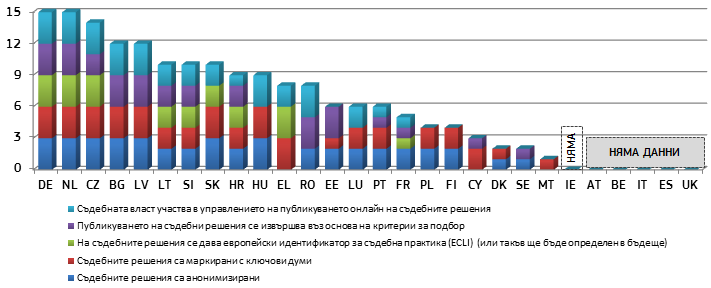 15
12
9
6
3
0
НЯМА
НЯМА ДАННИ
DE NL CZ BG LV LT SI SK HR HU EL RO EE LU PT FR PL FI CY DK SE MT IE AT BE IT ES UK
Съдебната власт участва в управлението на публикуването онлайн на съдебните решения
Публикуването на съдебни решения се извършва въз основа на критерии за подбор
На съдебните решения се дава европейски идентификатор за съдебна практика (ECLI) (или такъв ще бъде определен в бъдеще)
Съдебните решения са маркирани с ключови думи
Съдебните решения са анонимизирани